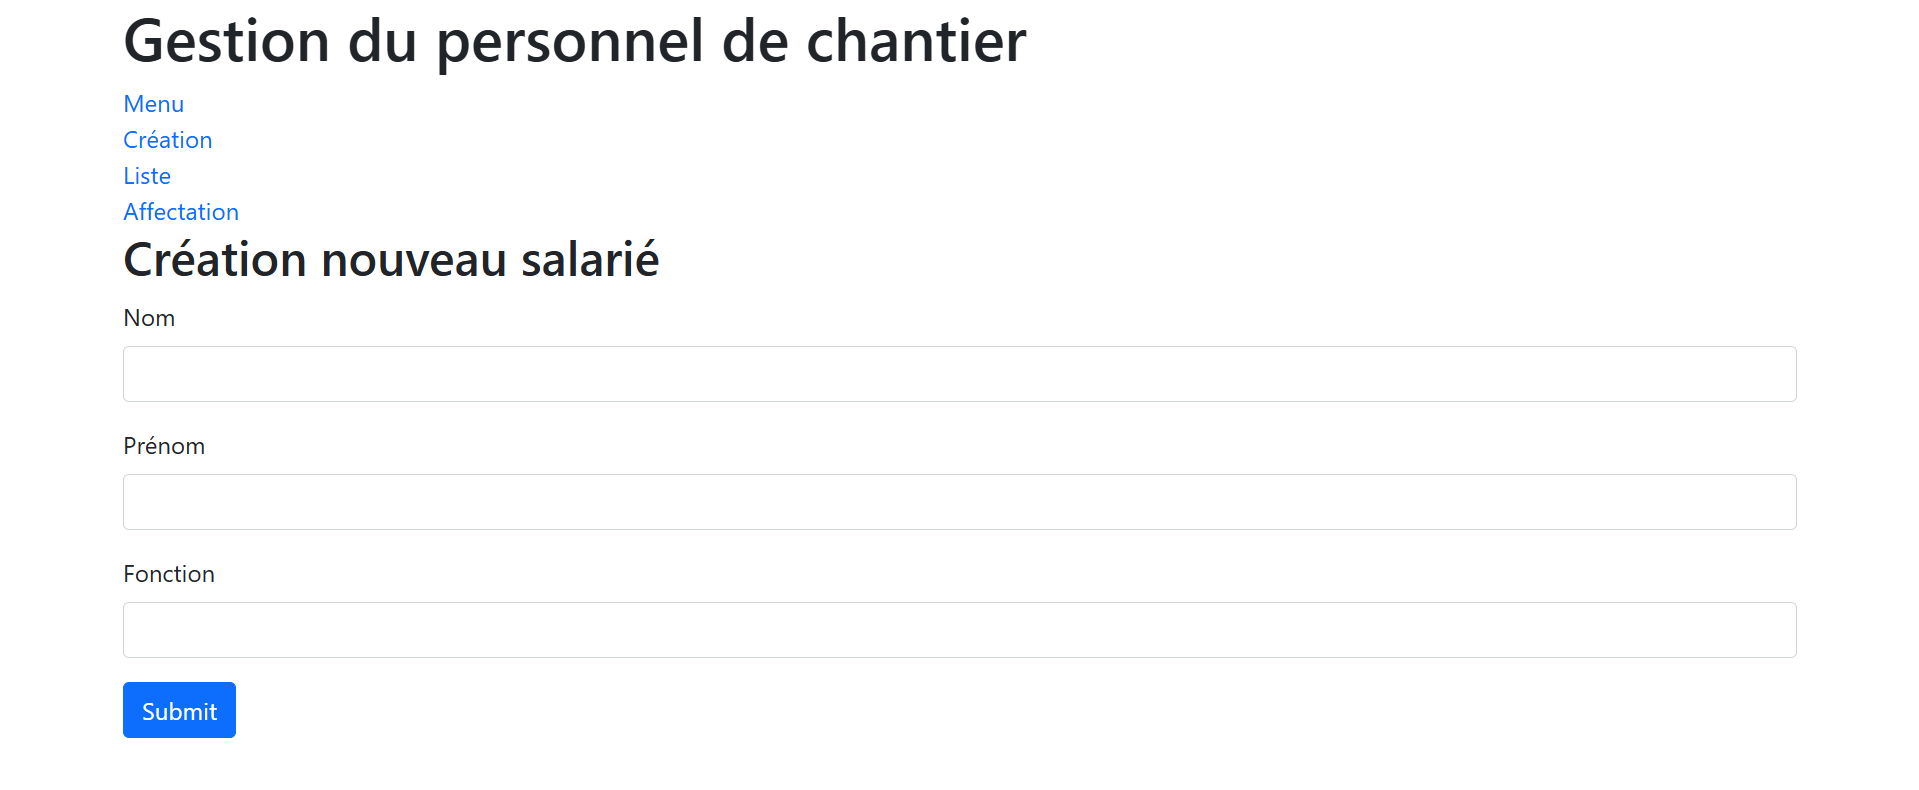 Gestion du personnel de chantier
Menu
Création
Liste
Affectation
Création nouveau salarié
Nom
Prénom
Fonction
Submit